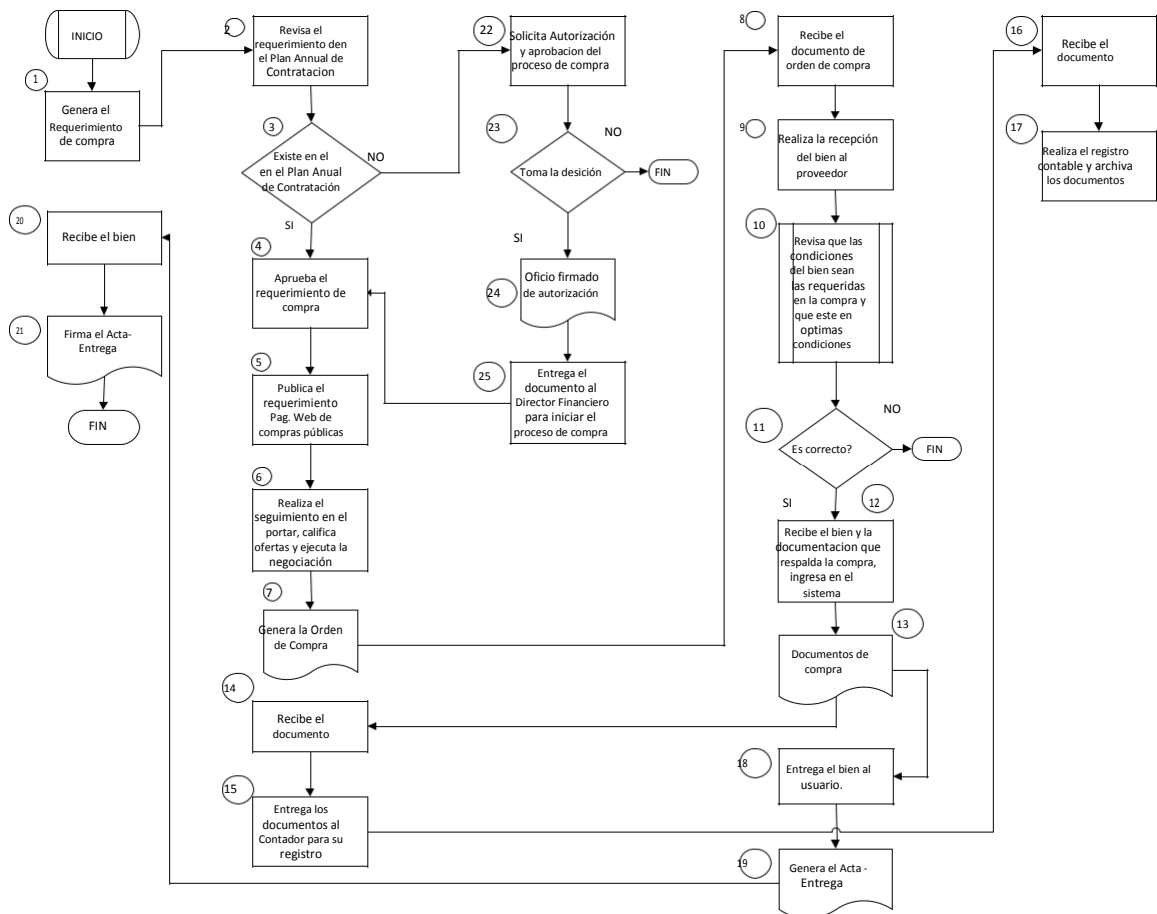 INICIO
1
Genera el
Requerimiento
de compra
20
Recibe el bien
21
Firma el Acta-
Entrega
FIN
2
Revisa el
requerimiento den
el Plan Annual de
Contratacion
3
Existe en el
en el Plan Anual
de Contratación
NO
SI
4
Aprueba el
requerimiento de
compra
5
Publica el
requerimiento
Pag. Web de
compras públicas
6
Realiza el
seguimiento en el
portar, califica
ofertas y ejecuta la
negociación
7
Genera la Orden
de Compra
14
Recibe el
documento
15
Entrega los
documentos al
Contador para su
registro
22
Solicita Autorización
y aprobacion del
proceso de compra
23
NO
Toma la desición
FIN
SI
24
Oficio firmado
de autorización
25
Entrega el
documento al
Director Financiero
para iniciar el
proceso de compra
8
Recibe el
documento de
orden de compra
9
Realiza la recepción
del bien al
proveedor
10
Revisa que las
condiciones
del bien sean
las requeridas
en la compra y
que este en
optimas
condiciones
NO
11
Es correcto?
FIN
SI
12
Recibe el bien y la
documentacion que
respalda la compra,
ingresa en el
sistema
13
Documentos de
compra
18
Entrega el bien al
usuario.
19
Genera el Acta -
Entrega
16
Recibe el
documento
17
Realiza el registro
contable y archiva
los documentos